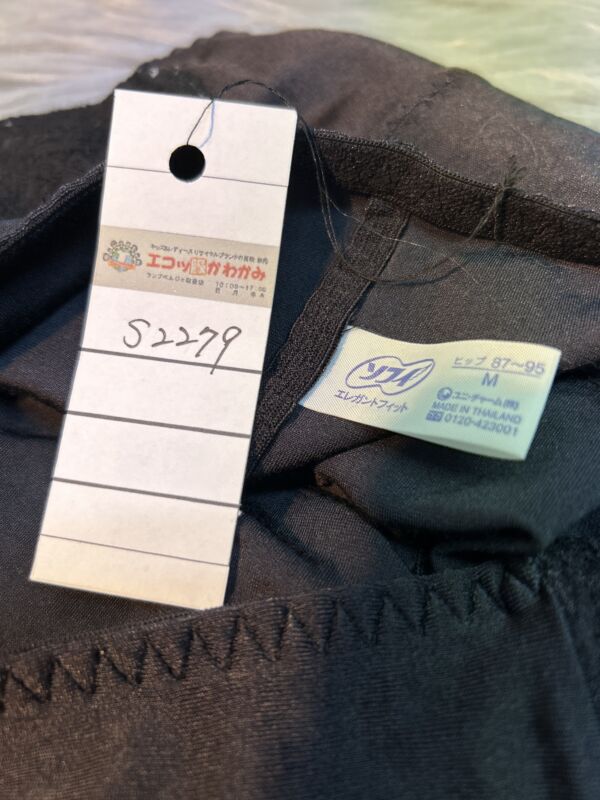 エコッ豚かわかみ
S2279
ソフィ
エレガントフィット
ヒップ 87~95
M
ユニ・チャーム(株)
MADE IN THAILAND
0120-423001